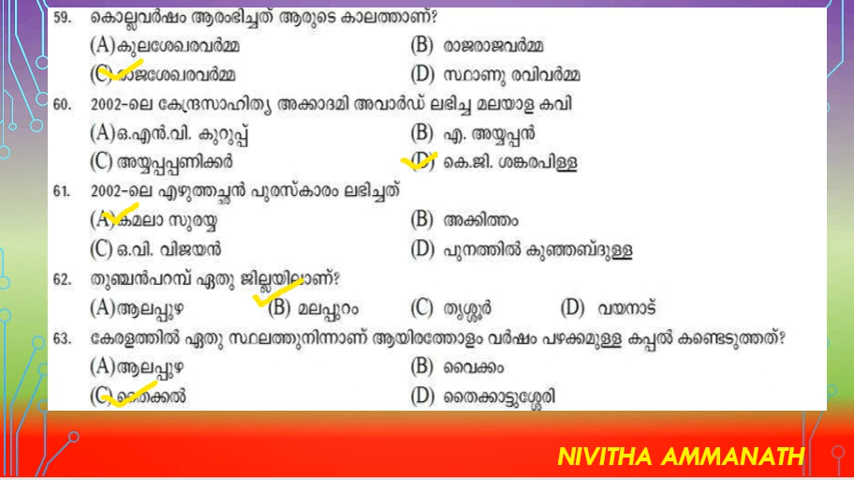 59. കൊല്ലവർഷം ആരംഭിച്ചത് ആരുടെ കാലത്താണ്?
(A) കുലശേഖരവർമ്മ (B) രാജരാജവർമ്മ
(C) രാജശേഖരവർമ്മ (D) സ്ഥാണു രവിവർമ്മ
60. 2002-ലെ കേന്ദ്രസാഹിത്യ അക്കാദമി അവാർഡ് ലഭിച്ച മലയാള കവി
(A) ഒ.എൻ.വി. കുറുപ്പ് (B) എ. അയ്യപ്പൻ
(C) അയ്യപ്പപ്പണിക്കർ (D) കെ.ജി. ശങ്കരപിള്ള
61. 2002-ലെ എഴുത്തച്ഛൻ പുരസ്കാരം ലഭിച്ചത്
(A) കമലാ സുരയ്യ (B) അക്കിത്തം
(C) ഒ.വി. വിജയൻ (D) പുനത്തിൽ കുഞ്ഞബ്ദുള്ള
62. തുഞ്ചൻപറമ്പ് ഏതു ജില്ലയിലാണ്?
(A) ആലപ്പുഴ (B) മലപ്പുറം (C) തൃശ്ശൂർ (D) വയനാട്
63. കേരളത്തിൽ ഏതു സ്ഥലത്തുനിന്നാണ് ആയിരത്തോളം വർഷം പഴക്കമുള്ള കപ്പൽ കണ്ടെടുത്തത്?
(A) ആലപ്പുഴ (B) വൈക്കം
(C) തൈക്കൽ (D) തൈക്കാട്ടുശ്ശേരി
NIVITHA AMMANATH